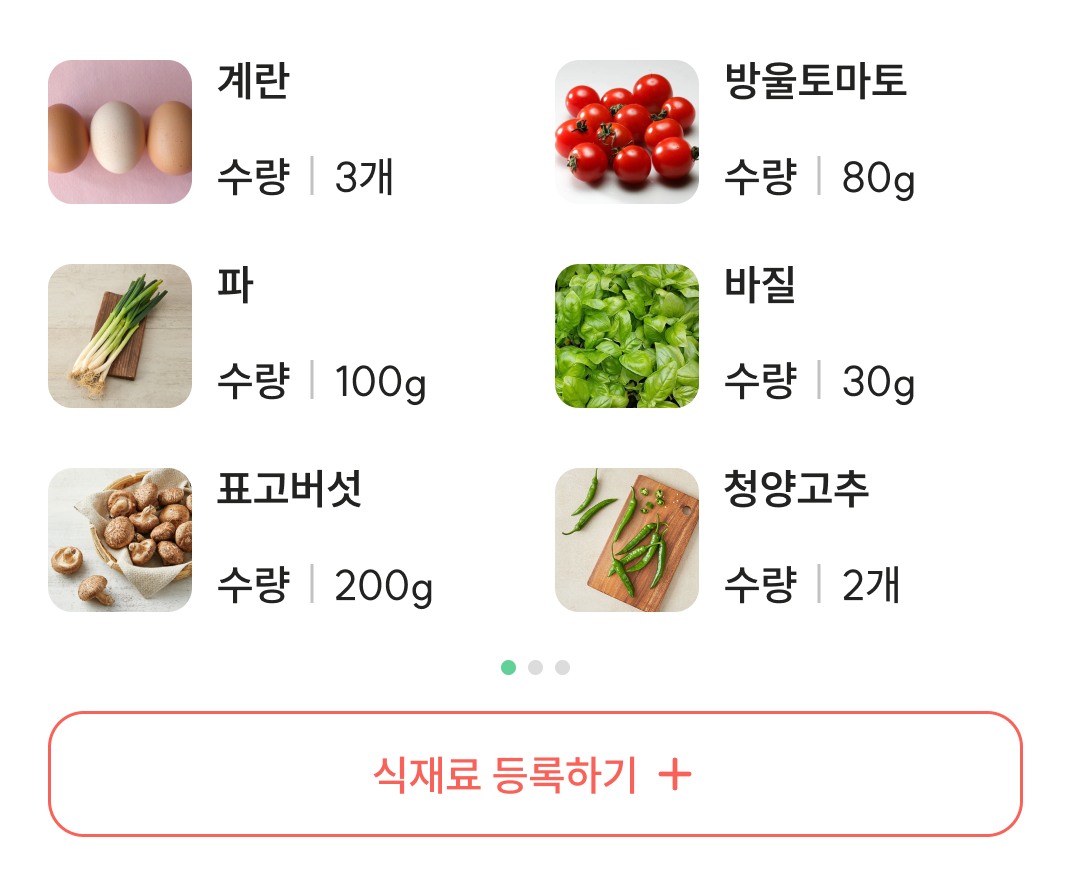 계란
수량 | 3개
방울토마토
수량 | 80g
파
수량 | 100g
바질
수량 | 30g
표고버섯
수량 | 200g
청양고추
수량 | 2개
식재료 등록하기 +